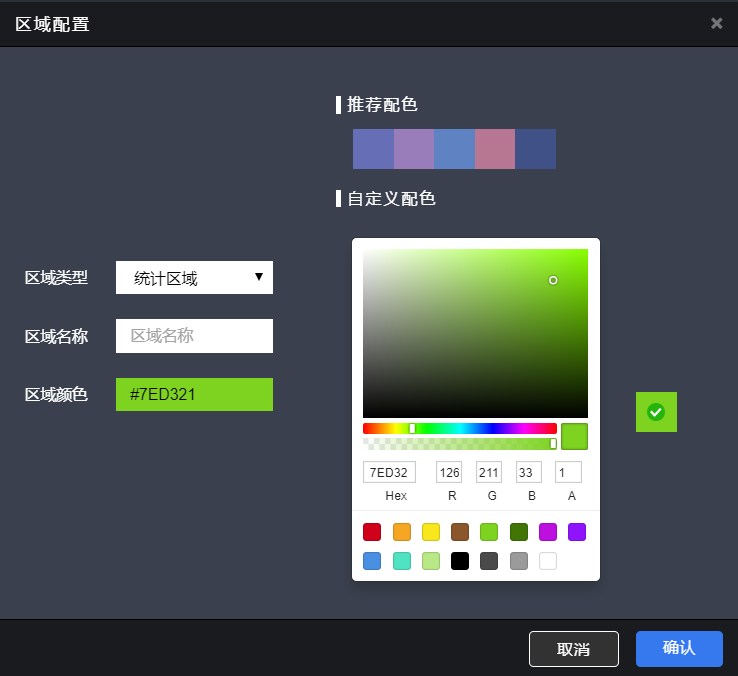 区域配置
推荐配色
自定义配色
区域类型 统计区域
区域名称 区域名称
区域颜色 #7ED321
7ED32 126 211 33 1
Hex R G B A
取消 确认